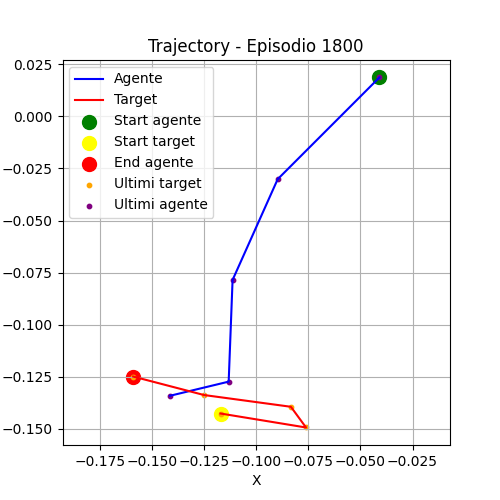 Trajectory - Episodio 1800
Agente
Target
Start agente
Start target
End agente
Ultimi target
Ultimi agente
0.025
0.000
−0.025
−0.050
−0.075
−0.100
−0.125
−0.150
−0.175 −0.150 −0.125 −0.100 −0.075 −0.050 −0.025
X